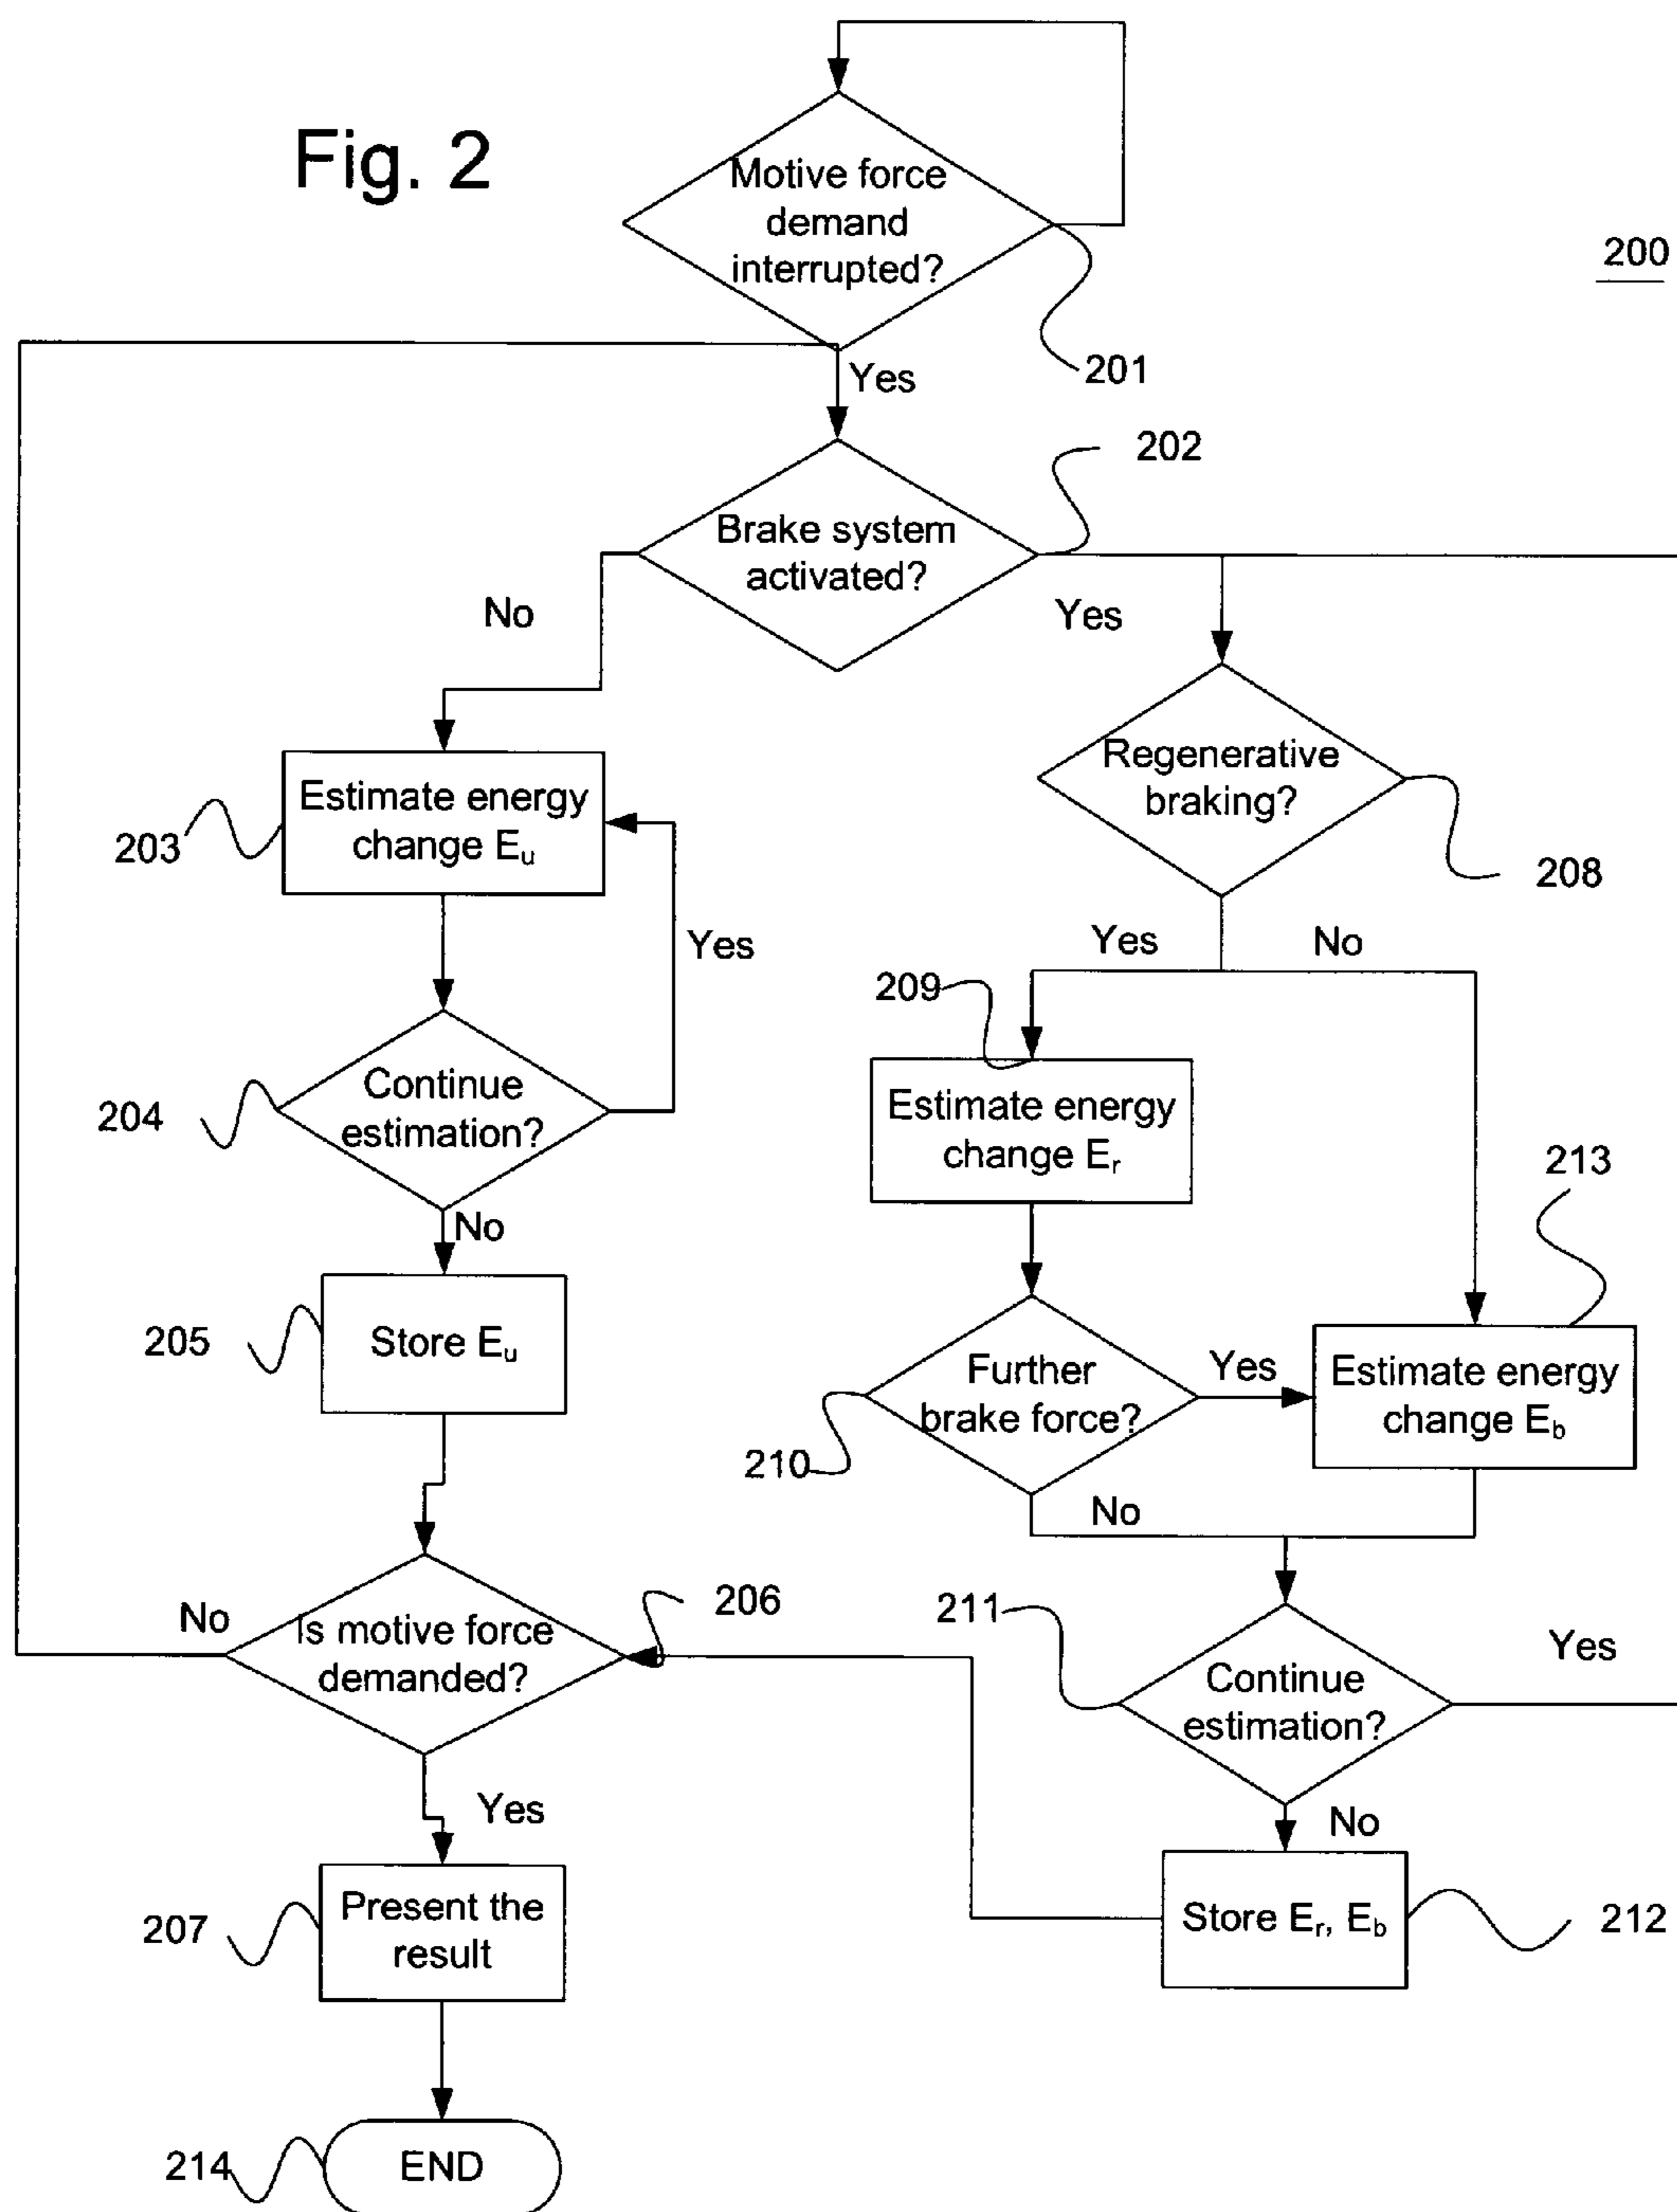 Fig. 2
Motive force
demand
interrupted?
200
201
Yes
202
Brake system
activated?
No
Yes
Estimate energy
change Eᵤ
203
Regenerative
braking?
208
Yes
Yes
No
209
204
Continue
estimation?
Estimate energy
change Eᵣ
213
No
205
Store Eᵤ
Further
brake force?
Yes
Estimate energy
change E_b
210
No
No
Is motive force
demanded?
206
211
Continue
estimation?
Yes
Yes
No
207
Present the
result
Store Eᵣ, E_b
212
214
END